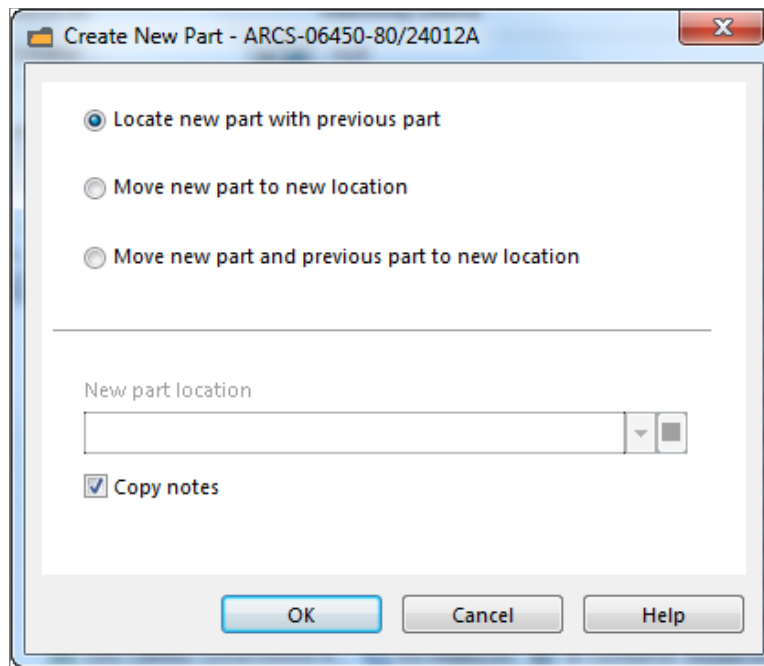 Create New Part - ARCS-06450-80/24012A
Locate new part with previous part
Move new part to new location
Move new part and previous part to new location
New part location
Copy notes
OK Cancel Help